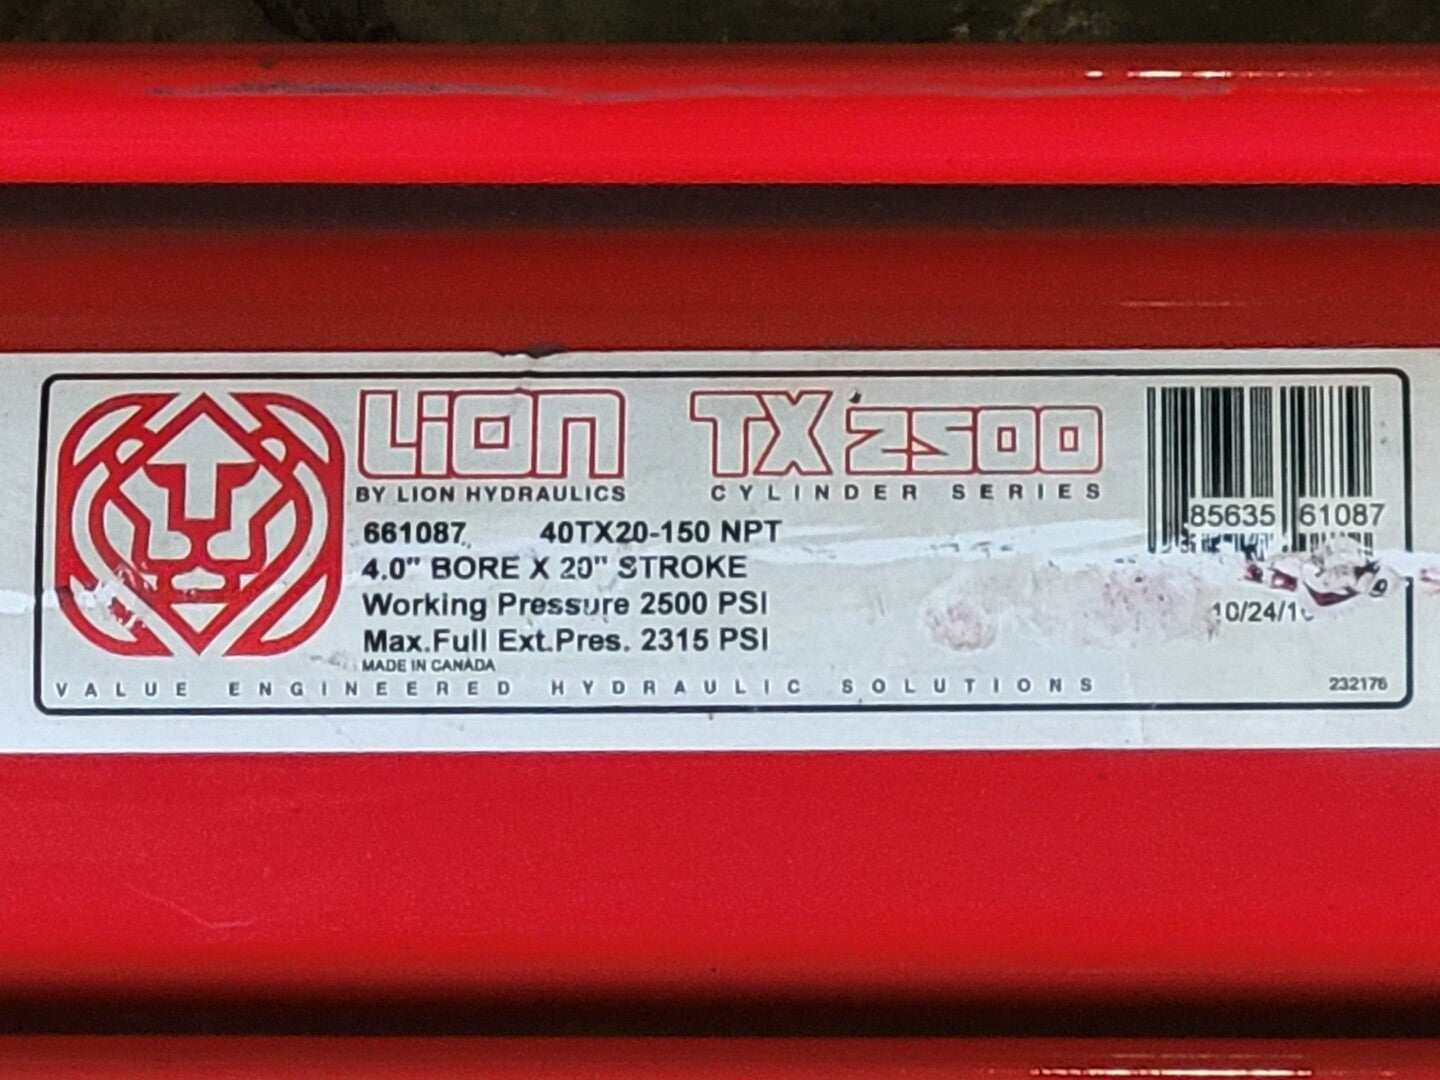 LiON TX 2500
BY LION HYDRAULICS CYLINDER SERIES
85635 61087
661087 40TX20-150 NPT
4.0" BORE X 20" STROKE
Working Pressure 2500 PSI
Max.Full Ext.Pres. 2315 PSI
MADE IN CANADA
VALUE ENGINEERED HYDRAULIC SOLUTIONS
232178